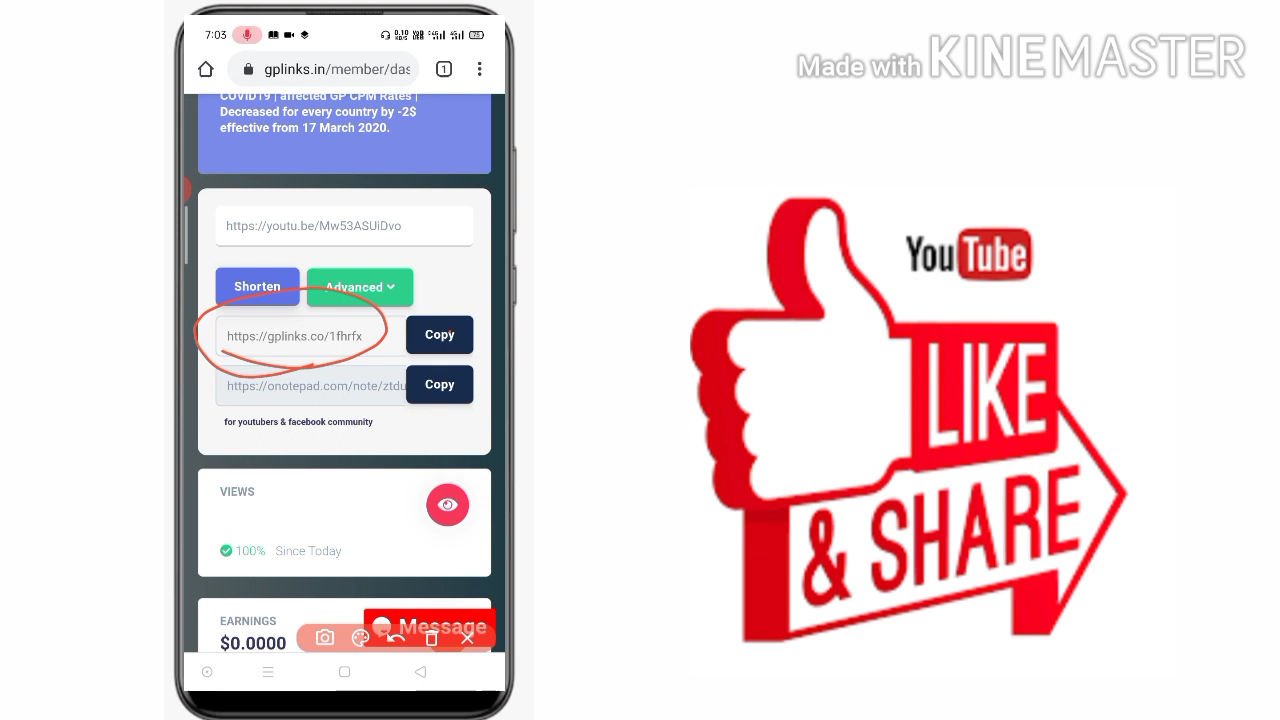 7:03
gplinks.in/member/das
1
COVID19 | affected GP CPM Rates |
Decreased for every country by -2$
effective from 17 March 2020.
https://youtu.be/Mw53ASUiDvo
Shorten
Advanced
https://gplinks.co/1fhrfx
Copy
https://onotepad.com/note/ztdu
Copy
for youtubers & facebook community
VIEWS
100% Since Today
EARNINGS
$0.0000
Message
Made with KINEMASTER
YouTube
LIKE
& SHARE